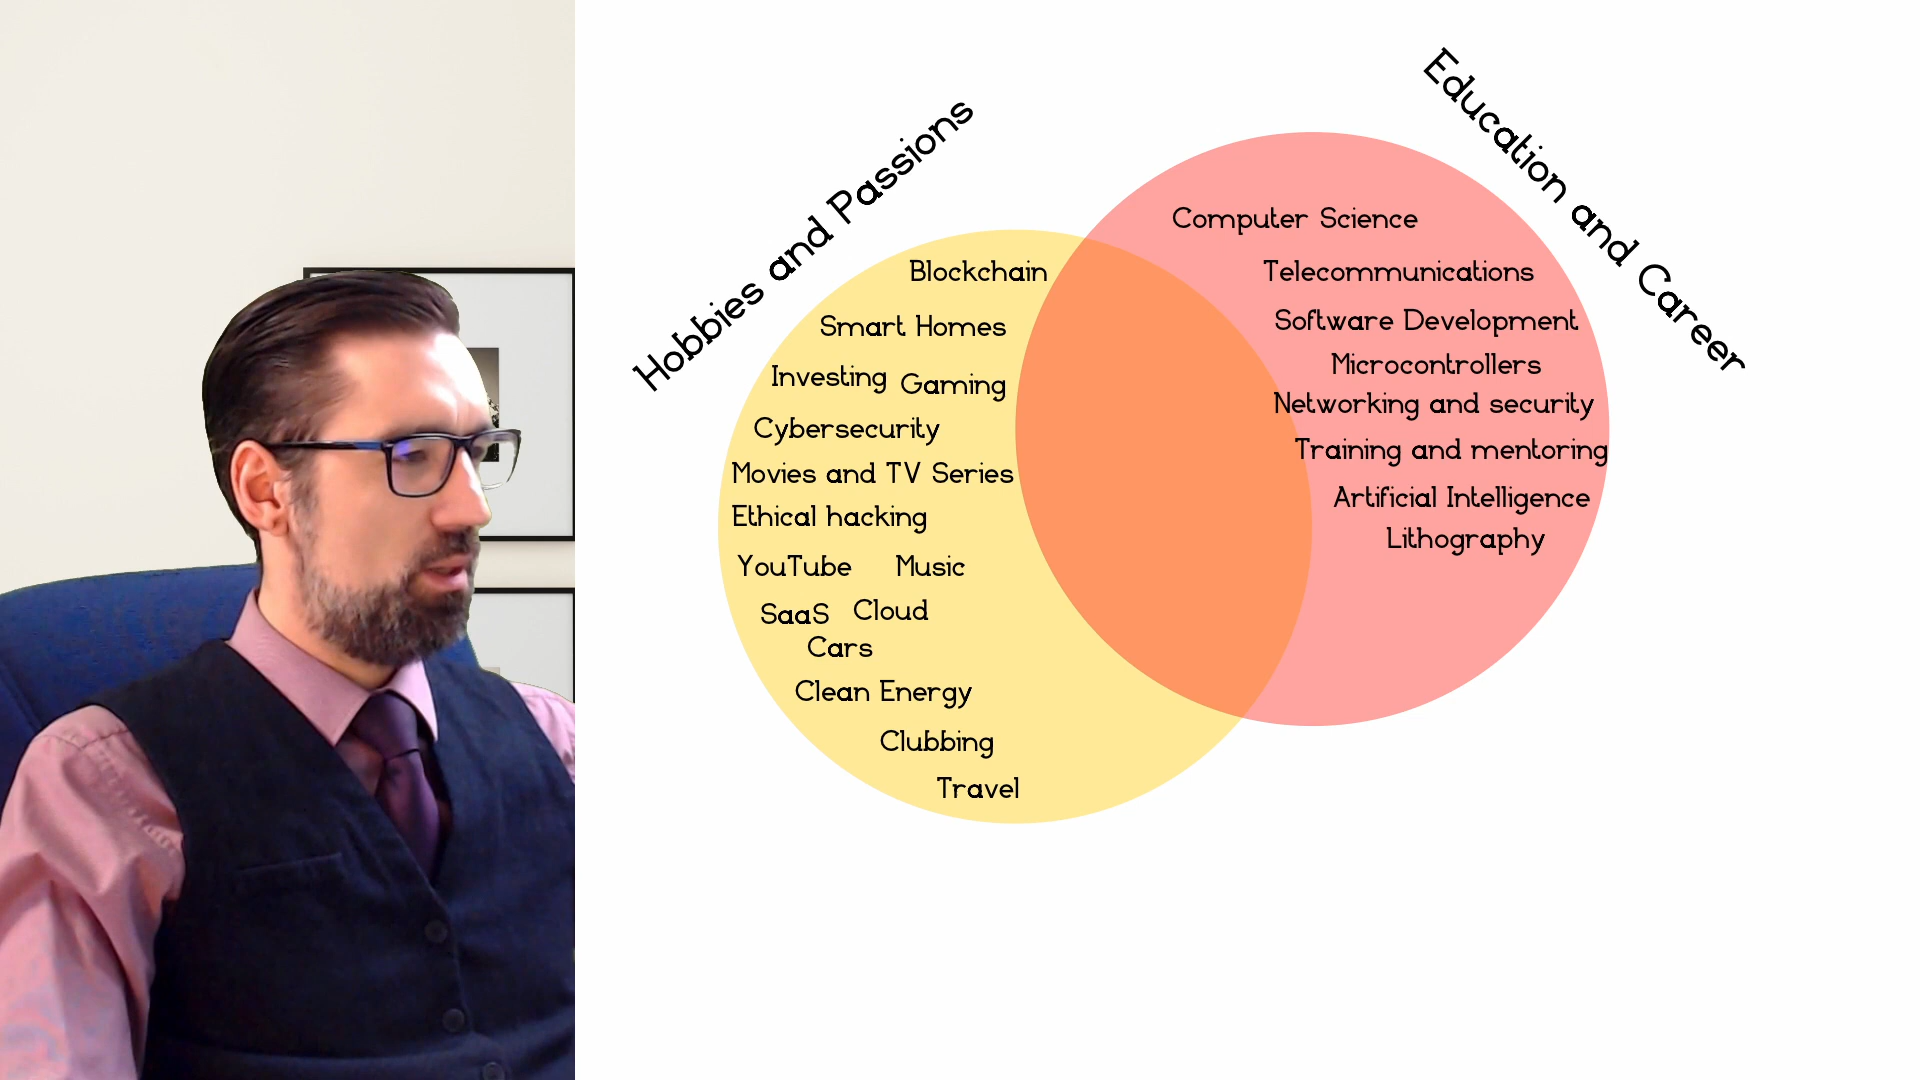 Hobbies and Passions
Blockchain
Smart Homes
Investing
Gaming
Cybersecurity
Movies and TV Series
Ethical hacking
YouTube
Music
SaaS
Cloud
Cars
Clean Energy
Clubbing
Travel
Education and Career
Computer Science
Telecommunications
Software Development
Microcontrollers
Networking and security
Training and mentoring
Artificial Intelligence
Lithography